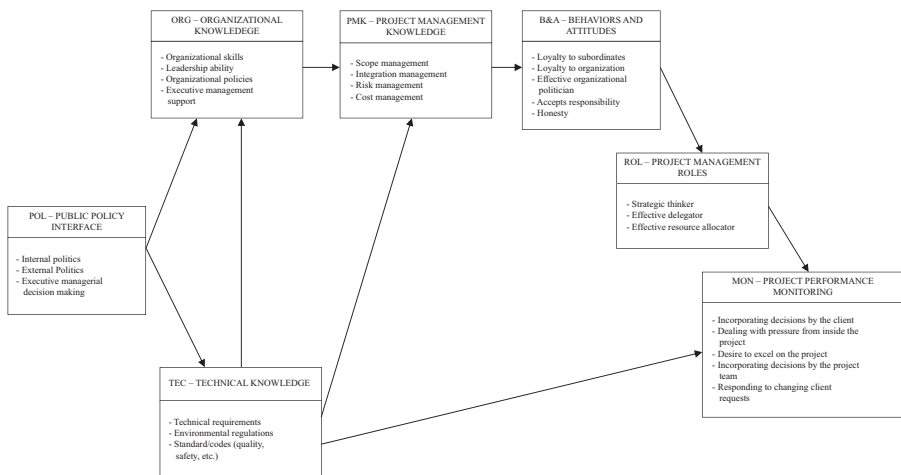 ORG – ORGANIZATIONAL
KNOWLEDEGE
- Organizational skills
- Leadership ability
- Organizational policies
- Executive management
support
PMK – PROJECT MANAGEMENT
KNOWLEDGE
- Scope management
- Integration management
- Risk management
- Cost management
B&A – BEHAVIORS AND
ATTITUDES
- Loyalty to subordinates
- Loyalty to organization
- Effective organizational
politician
- Accepts responsibility
- Honesty
ROL – PROJECT MANAGEMENT
ROLES
- Strategic thinker
- Effective delegator
- Effective resource allocator
POL – PUBLIC POLICY
INTERFACE
- Internal politics
- External Politics
- Executive managerial
decision making
MON – PROJECT PERFORMANCE
MONITORING
- Incorporating decisions by the client
- Dealing with pressure from inside the
project
- Desire to excel on the project
- Incorporating decisions by the project
team
- Responding to changing client
requests
TEC – TECHNICAL KNOWLEDGE
- Technical requirements
- Environmental regulations
- Standard/codes (quality,
safety, etc.)